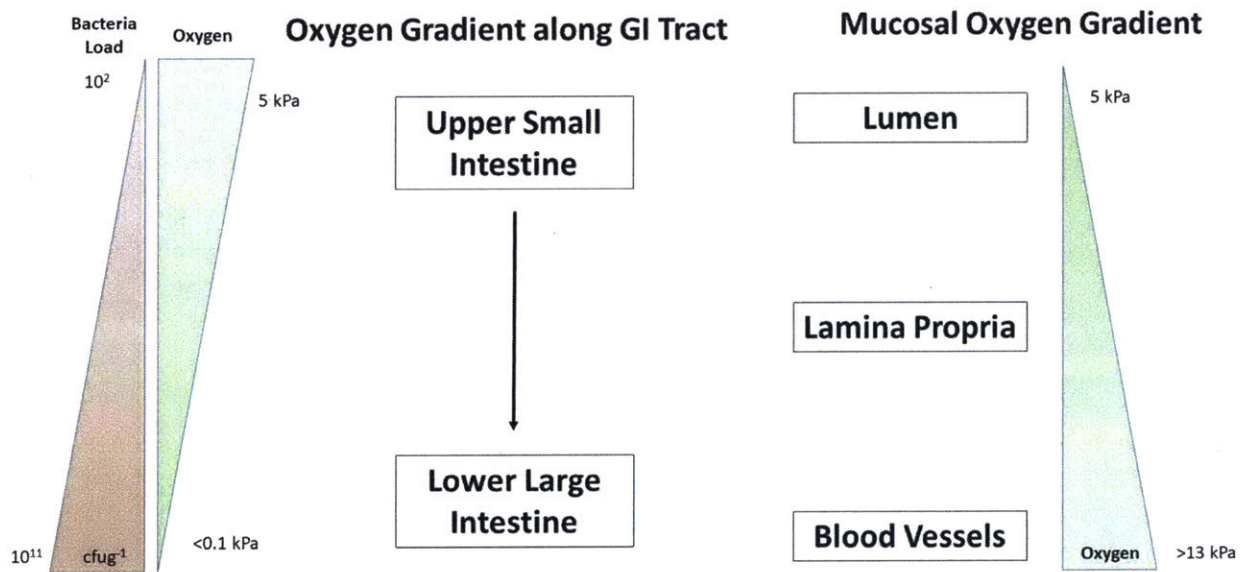 Bacteria
Load
Oxygen
Oxygen Gradient along GI Tract
Mucosal Oxygen Gradient
10²
5 kPa
Upper Small
Intestine
Lumen
5 kPa
Lamina Propria
Lower Large
Intestine
<0.1 kPa
10¹¹
cfug⁻¹
Blood Vessels
Oxygen
>13 kPa